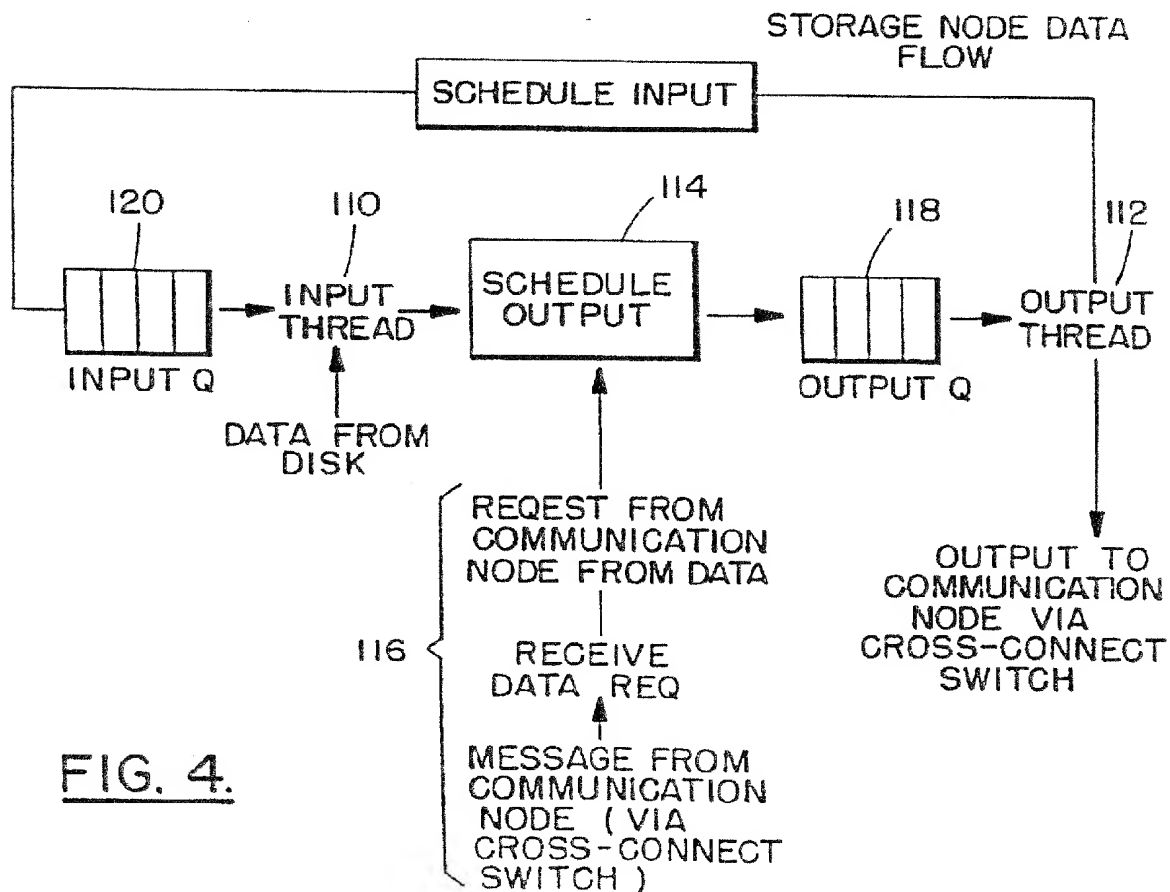 STORAGE NODE DATA
FLOW
SCHEDULE INPUT
120
110
114
118
112
INPUT
THREAD
SCHEDULE
OUTPUT
OUTPUT
THREAD
INPUT Q
OUTPUT Q
DATA FROM
DISK
116
REQEST FROM
COMMUNICATION
NODE FROM DATA
RECEIVE
DATA REQ
MESSAGE FROM
COMMUNICATION
NODE (VIA
CROSS-CONNECT
SWITCH)
OUTPUT TO
COMMUNICATION
NODE VIA
CROSS-CONNECT
SWITCH
FIG. 4.